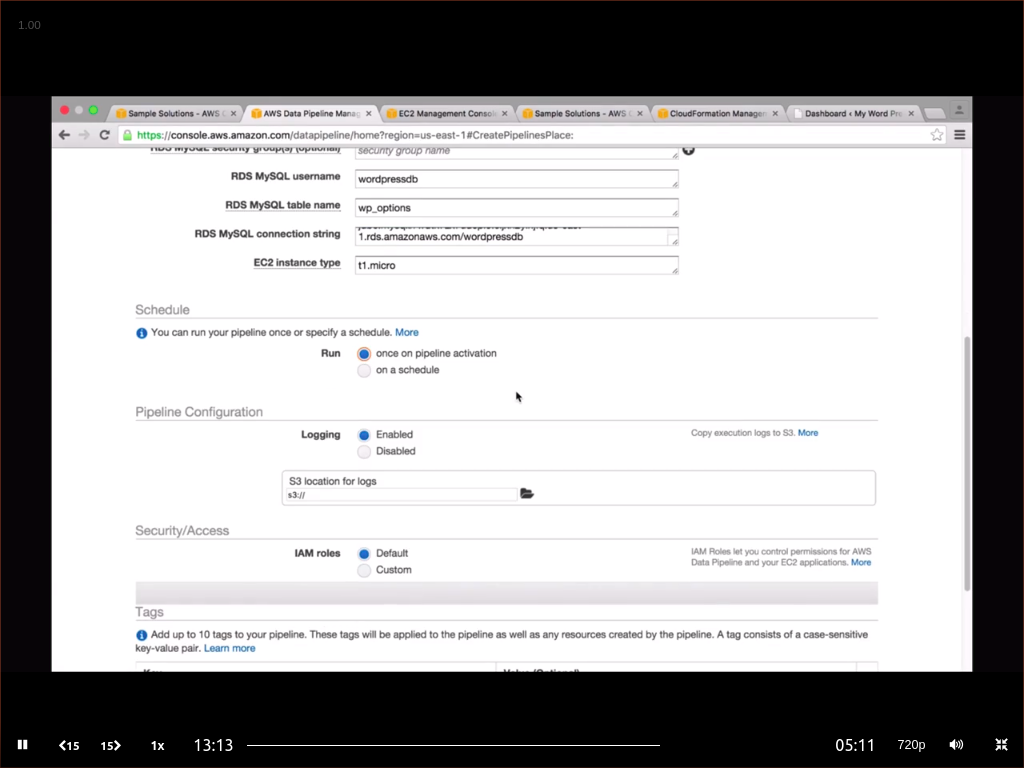 1.00
Sample Solutions - AWS
AWS Data Pipeline Manag
EC2 Management Console
Sample Solutions - AWS
CloudFormation Manager
Dashboard ‹ My Word Pre
https://console.aws.amazon.com/datapipeline/home?region=us-east-1#CreatePipelinesPlace:
RDS MySQL security group(s) (optional) security group name
RDS MySQL username wordpressdb
RDS MySQL table name wp_options
RDS MySQL connection string 1.rds.amazonaws.com/wordpressdb
EC2 instance type t1.micro
Schedule
You can run your pipeline once or specify a schedule. More
Run once on pipeline activation
on a schedule
Pipeline Configuration
Logging Enabled Copy execution logs to S3. More
Disabled
S3 location for logs
s3://
Security/Access
IAM roles Default IAM Roles let you control permissions for AWS
Custom Data Pipeline and your EC2 applications. More
Tags
Add up to 10 tags to your pipeline. These tags will be applied to the pipeline as well as any resources created by the pipeline. A tag consists of a case-sensitive
key-value pair. Learn more
Key Value (Optional)
15 15 1x 13:13 05:11 720p